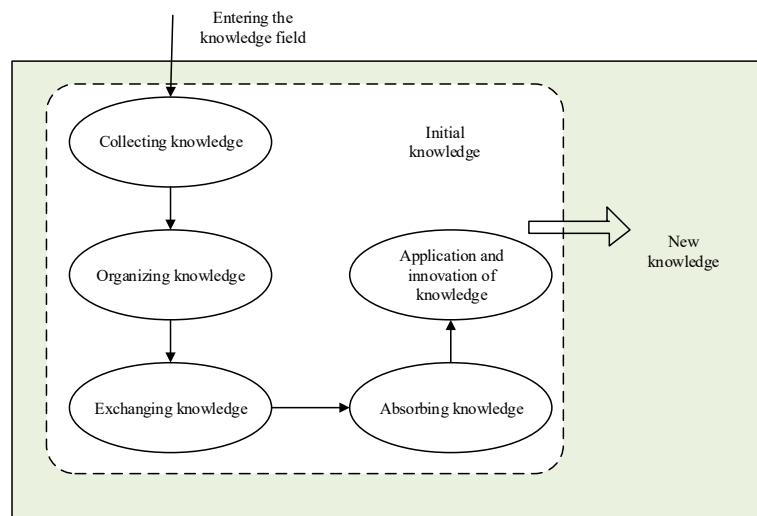 Entering the
knowledge field
Collecting knowledge
Initial
knowledge
Organizing knowledge
Application and
innovation of
knowledge
New
knowledge
Exchanging knowledge
Absorbing knowledge